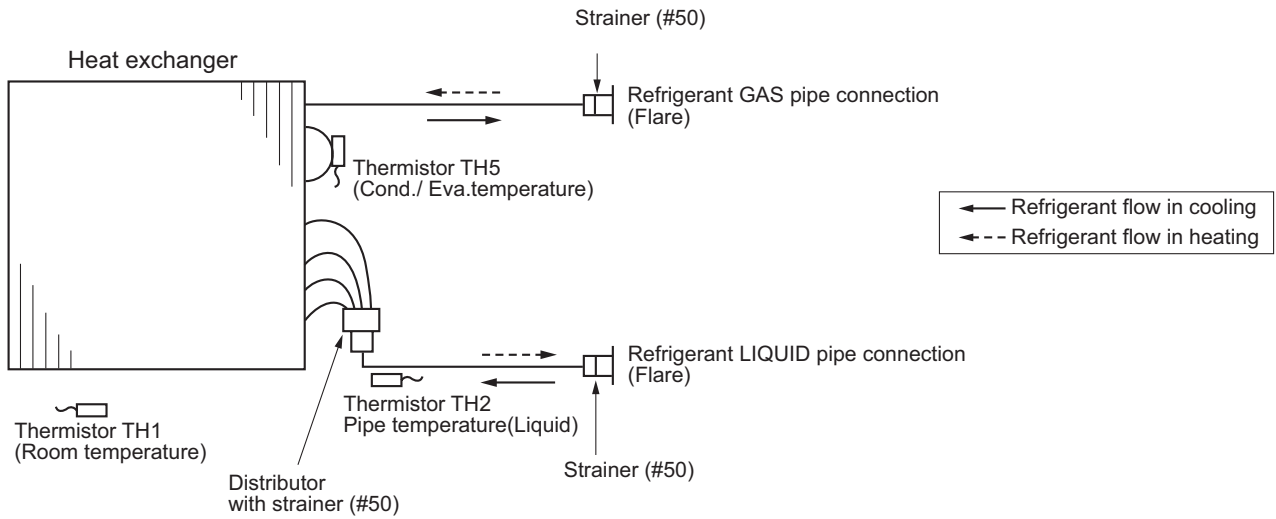 Strainer (#50)
Heat exchanger
Refrigerant GAS pipe connection
(Flare)
Thermistor TH5
(Cond./ Eva.temperature)
Refrigerant flow in cooling
Refrigerant flow in heating
Refrigerant LIQUID pipe connection
(Flare)
Thermistor TH2
Pipe temperature(Liquid)
Thermistor TH1
(Room temperature)
Strainer (#50)
Distributor
with strainer (#50)